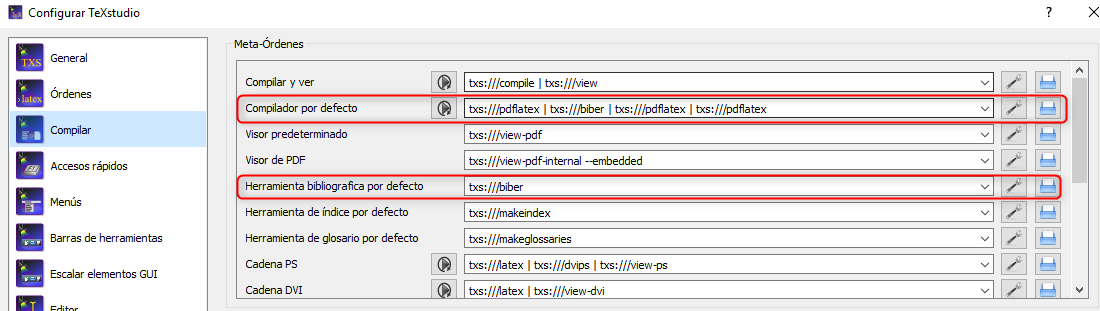 Configurar TeXstudio
General
Órdenes
Compilar
Accesos rápidos
Menús
Barras de herramientas
Escalar elementos GUI
Editor
Meta-Órdenes
Compilar y ver txs:///compile | txs:///view
Compilador por defecto txs:///pdflatex | txs:///biber | txs:///pdflatex | txs:///pdflatex
Visor predeterminado txs:///view-pdf
Visor de PDF txs:///view-pdf-internal --embedded
Herramienta bibliografica por defecto txs:///biber
Herramienta de índice por defecto txs:///makeindex
Herramienta de glosario por defecto txs:///makeglossaries
Cadena PS txs:///latex | txs:///dvips | txs:///view-ps
Cadena DVI txs:///latex | txs:///view-dvi